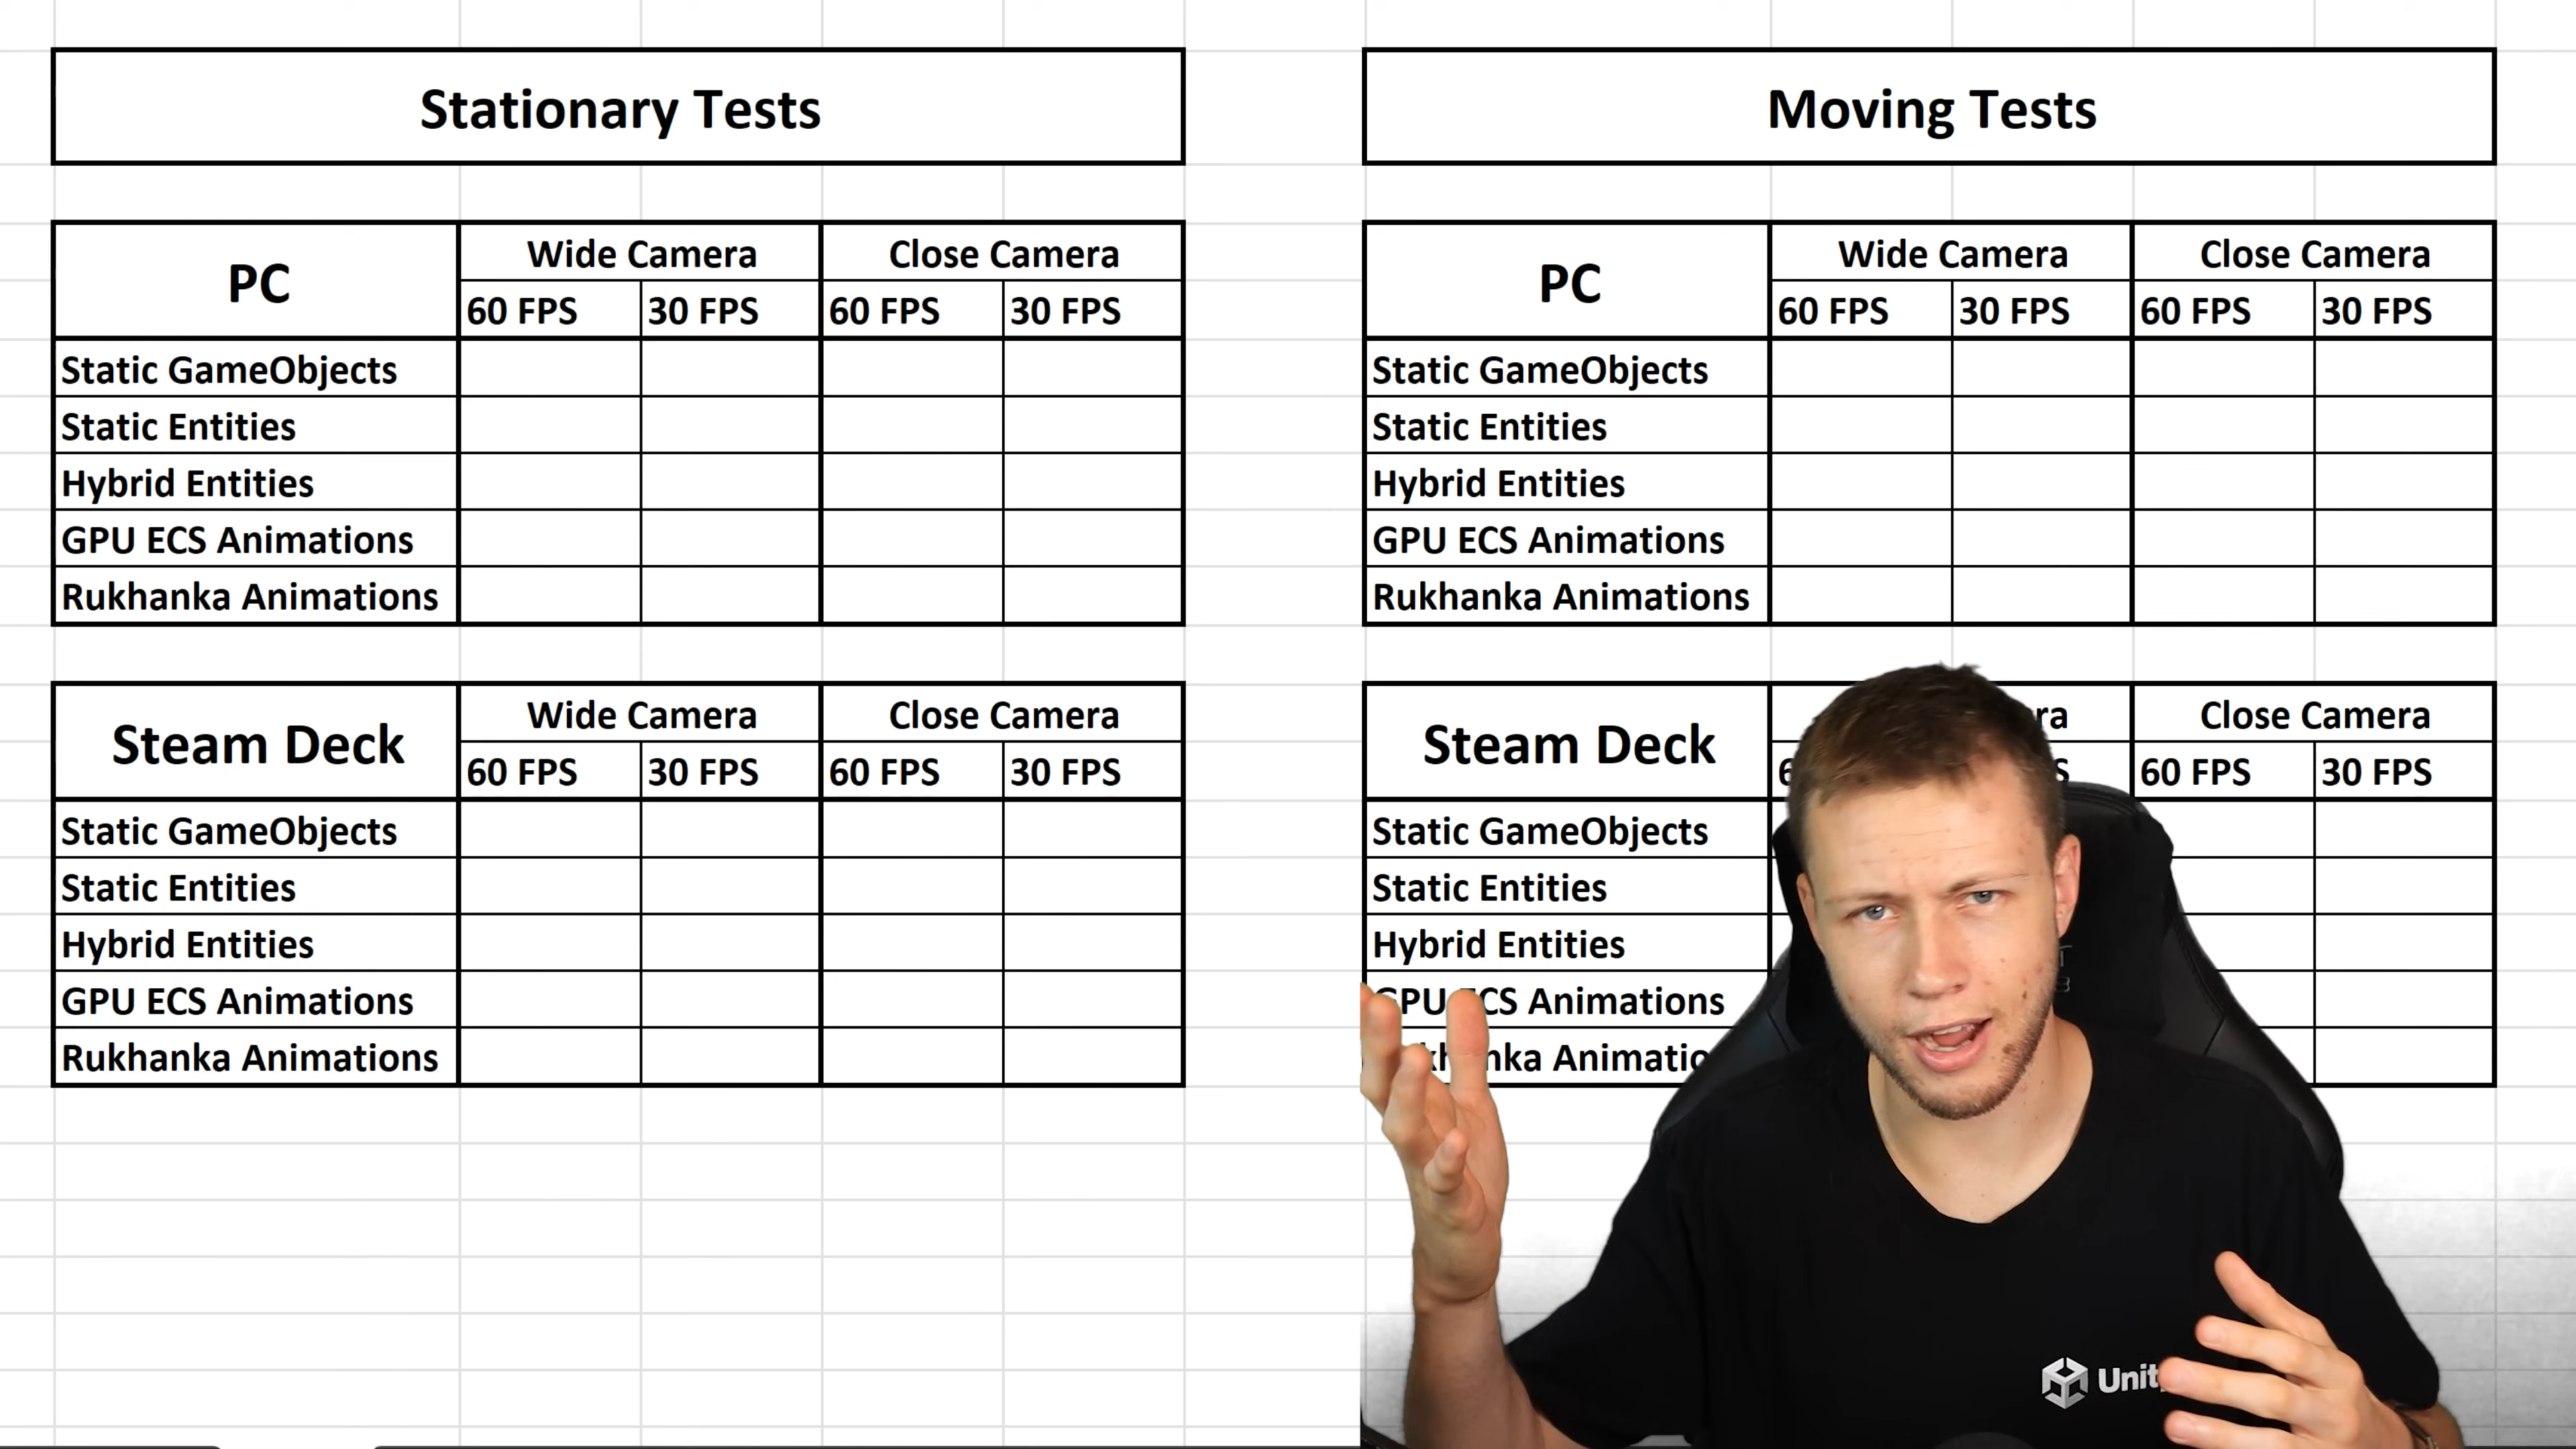 Stationary Tests
Moving Tests
PC
Wide Camera
Close Camera
60 FPS
30 FPS
60 FPS
30 FPS
Static GameObjects
Static Entities
Hybrid Entities
GPU ECS Animations
Rukhanka Animations
PC
Wide Camera
Close Camera
60 FPS
30 FPS
60 FPS
30 FPS
Static GameObjects
Static Entities
Hybrid Entities
GPU ECS Animations
Rukhanka Animations
Steam Deck
Wide Camera
Close Camera
60 FPS
30 FPS
60 FPS
30 FPS
Static GameObjects
Static Entities
Hybrid Entities
GPU ECS Animations
Rukhanka Animations
Steam Deck
Close Camera
60 FPS
30 FPS
Static GameObjects
Static Entities
Hybrid Entities
Animations